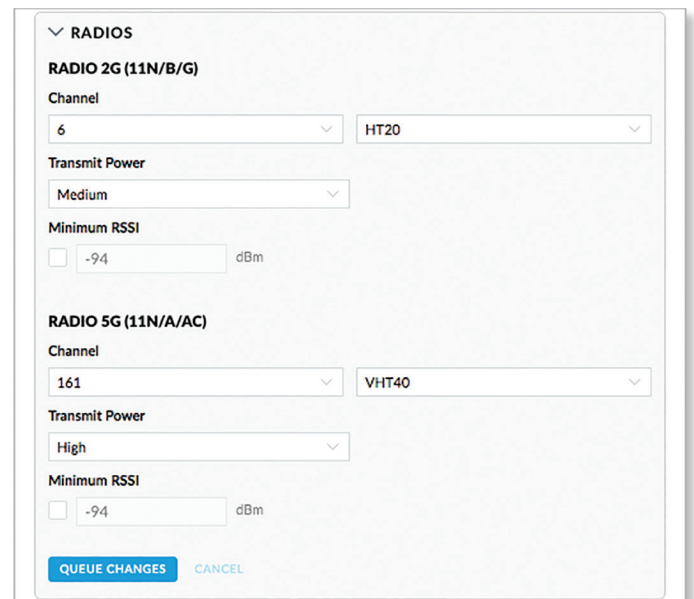 RADIOS
RADIO 2G (11N/B/G)
Channel
6 HT20
Transmit Power
Medium
Minimum RSSI
-94 dBm
RADIO 5G (11N/A/AC)
Channel
161 VHT40
Transmit Power
High
Minimum RSSI
-94 dBm
QUEUE CHANGES CANCEL